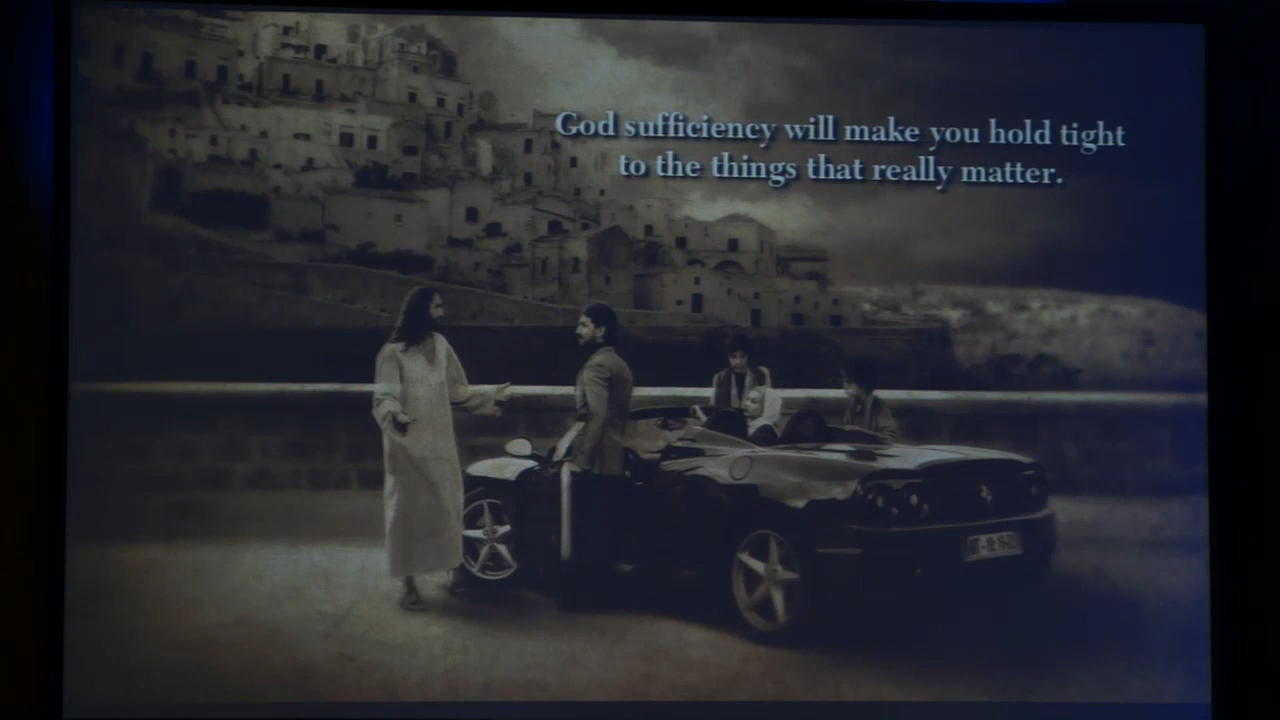 God sufficiency will make you hold tight
to the things that really matter.